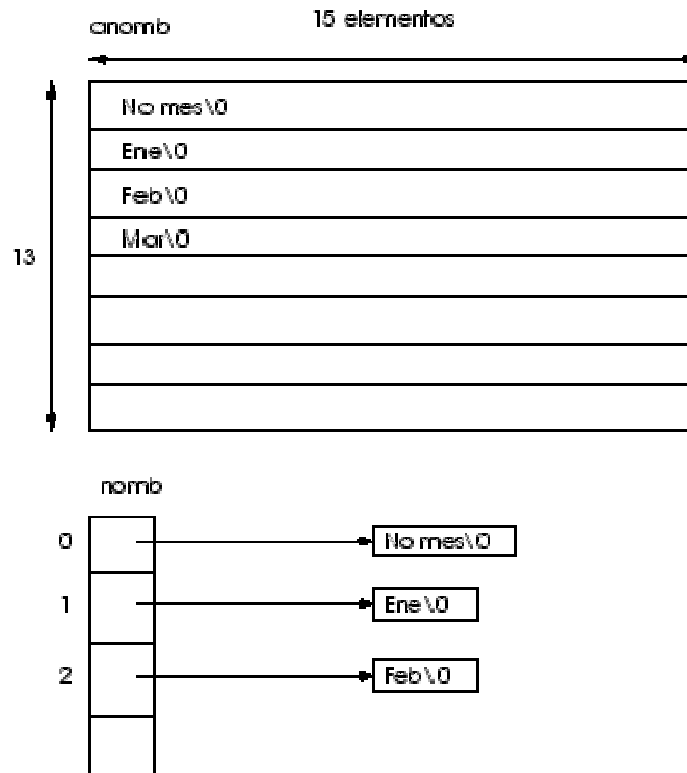 anomb 15 elementos
No mes\0
Ene\0
Feb\0
Mar\0
13
nomb
0 No mes\0
1 Ene\0
2 Feb\0